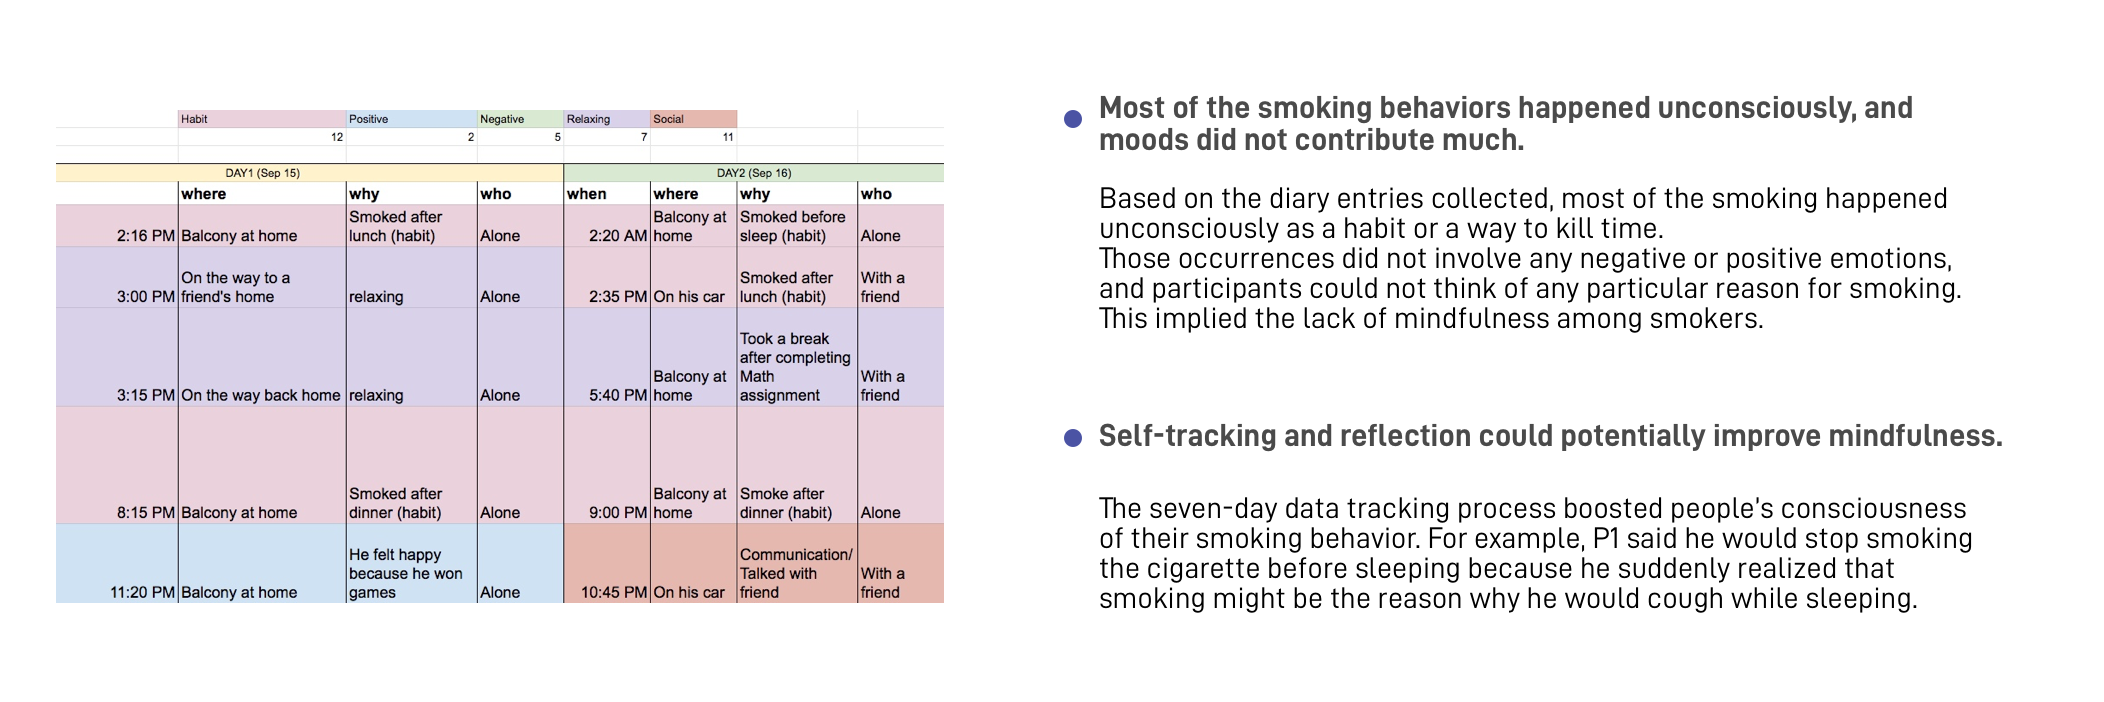 Habit Positive Negative Relaxing Social
12 2 5 7 11
DAY1 (Sep 15) DAY2 (Sep 16)
where why who when where why who
2:16 PM Balcony at home Smoked after lunch (habit) Alone 2:20 AM Balcony at home Smoked before sleep (habit) Alone
3:00 PM On the way to a friend's home relaxing Alone 2:35 PM On his car Smoked after lunch (habit) With a friend
3:15 PM On the way back home relaxing Alone 5:40 PM Balcony at home Took a break after completing Math assignment With a friend
8:15 PM Balcony at home Smoked after dinner (habit) Alone 9:00 PM Balcony at home Smoke after dinner (habit) Alone
11:20 PM Balcony at home He felt happy because he won games Alone 10:45 PM On his car Communication/ Talked with friend With a friend
Most of the smoking behaviors happened unconsciously, and
moods did not contribute much.
Based on the diary entries collected, most of the smoking happened
unconsciously as a habit or a way to kill time.
Those occurrences did not involve any negative or positive emotions,
and participants could not think of any particular reason for smoking.
This implied the lack of mindfulness among smokers.
Self-tracking and reflection could potentially improve mindfulness.
The seven-day data tracking process boosted people's consciousness
of their smoking behavior. For example, P1 said he would stop smoking
the cigarette before sleeping because he suddenly realized that
smoking might be the reason why he would cough while sleeping.